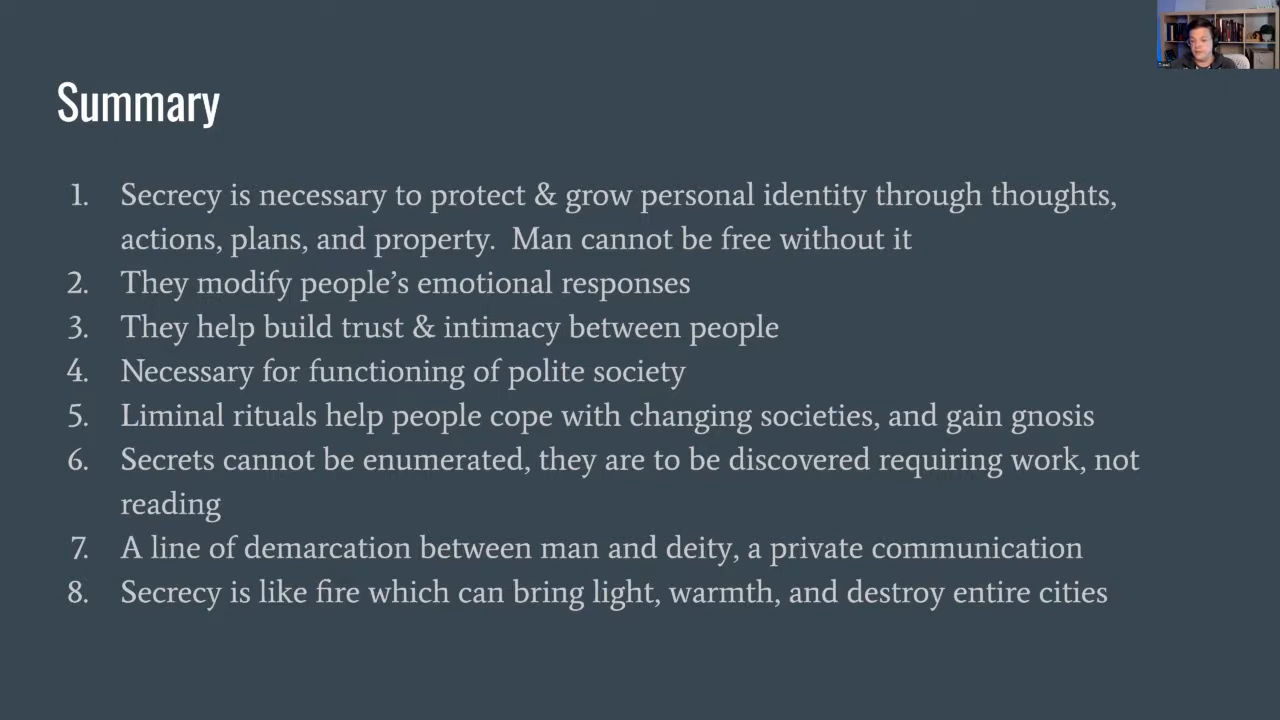 Summary
1. Secrecy is necessary to protect & grow personal identity through thoughts,
actions, plans, and property.  Man cannot be free without it
2. They modify people’s emotional responses
3. They help build trust & intimacy between people
4. Necessary for functioning of polite society
5. Liminal rituals help people cope with changing societies, and gain gnosis
6. Secrets cannot be enumerated, they are to be discovered requiring work, not
reading
7. A line of demarcation between man and deity, a private communication
8. Secrecy is like fire which can bring light, warmth, and destroy entire cities